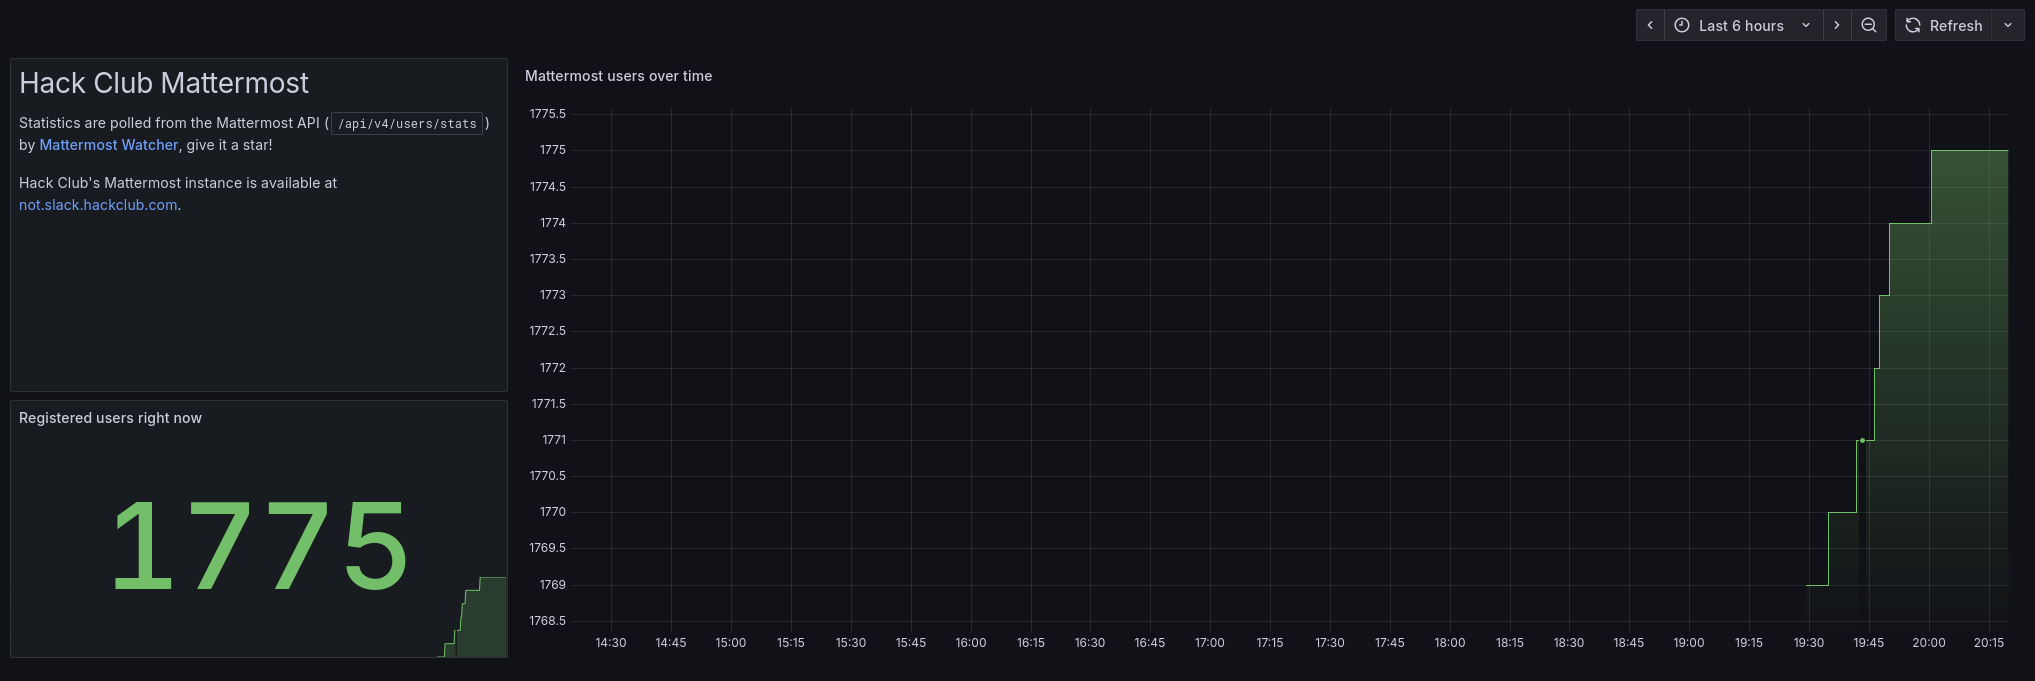 Last 6 hours
Refresh
Hack Club Mattermost
Statistics are polled from the Mattermost API ( /api/v4/users/stats )
by Mattermost Watcher, give it a star!
Hack Club's Mattermost instance is available at
not.slack.hackclub.com.
Registered users right now
1775
Mattermost users over time
1775.5
1775
1774.5
1774
1773.5
1773
1772.5
1772
1771.5
1771
1770.5
1770
1769.5
1769
1768.5
14:30 14:45 15:00 15:15 15:30 15:45 16:00 16:15 16:30 16:45 17:00 17:15 17:30 17:45 18:00 18:15 18:30 18:45 19:00 19:15 19:30 19:45 20:00 20:15